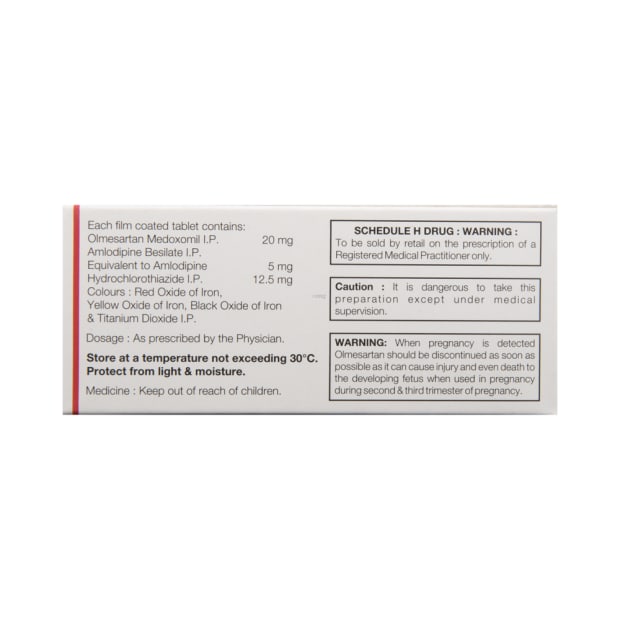 Each film coated tablet contains:
Olmesartan Medoxomil I.P. 20 mg
Amlodipine Besilate I.P.
Equivalent to Amlodipine 5 mg
Hydrochlorothiazide I.P. 12.5 mg
Colours : Red Oxide of Iron,
Yellow Oxide of Iron, Black Oxide of Iron
& Titanium Dioxide I.P.
Dosage : As prescribed by the Physician.
Store at a temperature not exceeding 30°C.
Protect from light & moisture.
Medicine : Keep out of reach of children.
SCHEDULE H DRUG : WARNING :
To be sold by retail on the prescription of a
Registered Medical Practitioner only.
Caution : It is dangerous to take this
preparation except under medical
supervision.
WARNING: When pregnancy is detected
Olmesartan should be discontinued as soon as
possible as it can cause injury and even death to
the developing fetus when used in pregnancy
during second & third trimester of pregnancy.